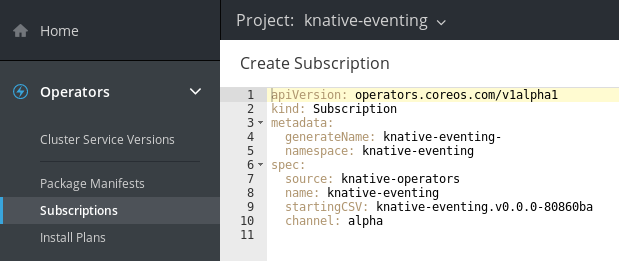 Home
Operators
Cluster Service Versions
Package Manifests
Subscriptions
Install Plans
Project: knative-eventing
Create Subscription
1 apiVersion: operators.coreos.com/v1alpha1
2 kind: Subscription
3 metadata:
4 generateName: knative-eventing-
5 namespace: knative-eventing
6 spec:
7 source: knative-operators
8 name: knative-eventing
9 startingCSV: knative-eventing.v0.0.0-80860ba
10 channel: alpha
11